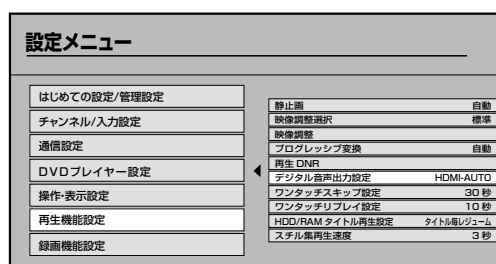 設定メニュー
はじめての設定/管理設定
チャンネル/入力設定
通信設定
DVDプレイヤー設定
操作・表示設定
再生機能設定
録画機能設定
静止画 自動
映像調整選択 標準
映像調整
プログレッシブ変換 自動
再生 DNR
デジタル音声出力設定 HDMI-AUTO
ワンタッチスキップ設定 30 秒
ワンタッチリプレイ設定 10 秒
HDD/RAM タイトル再生設定 タイトル毎レジューム
スチル集再生速度 3 秒